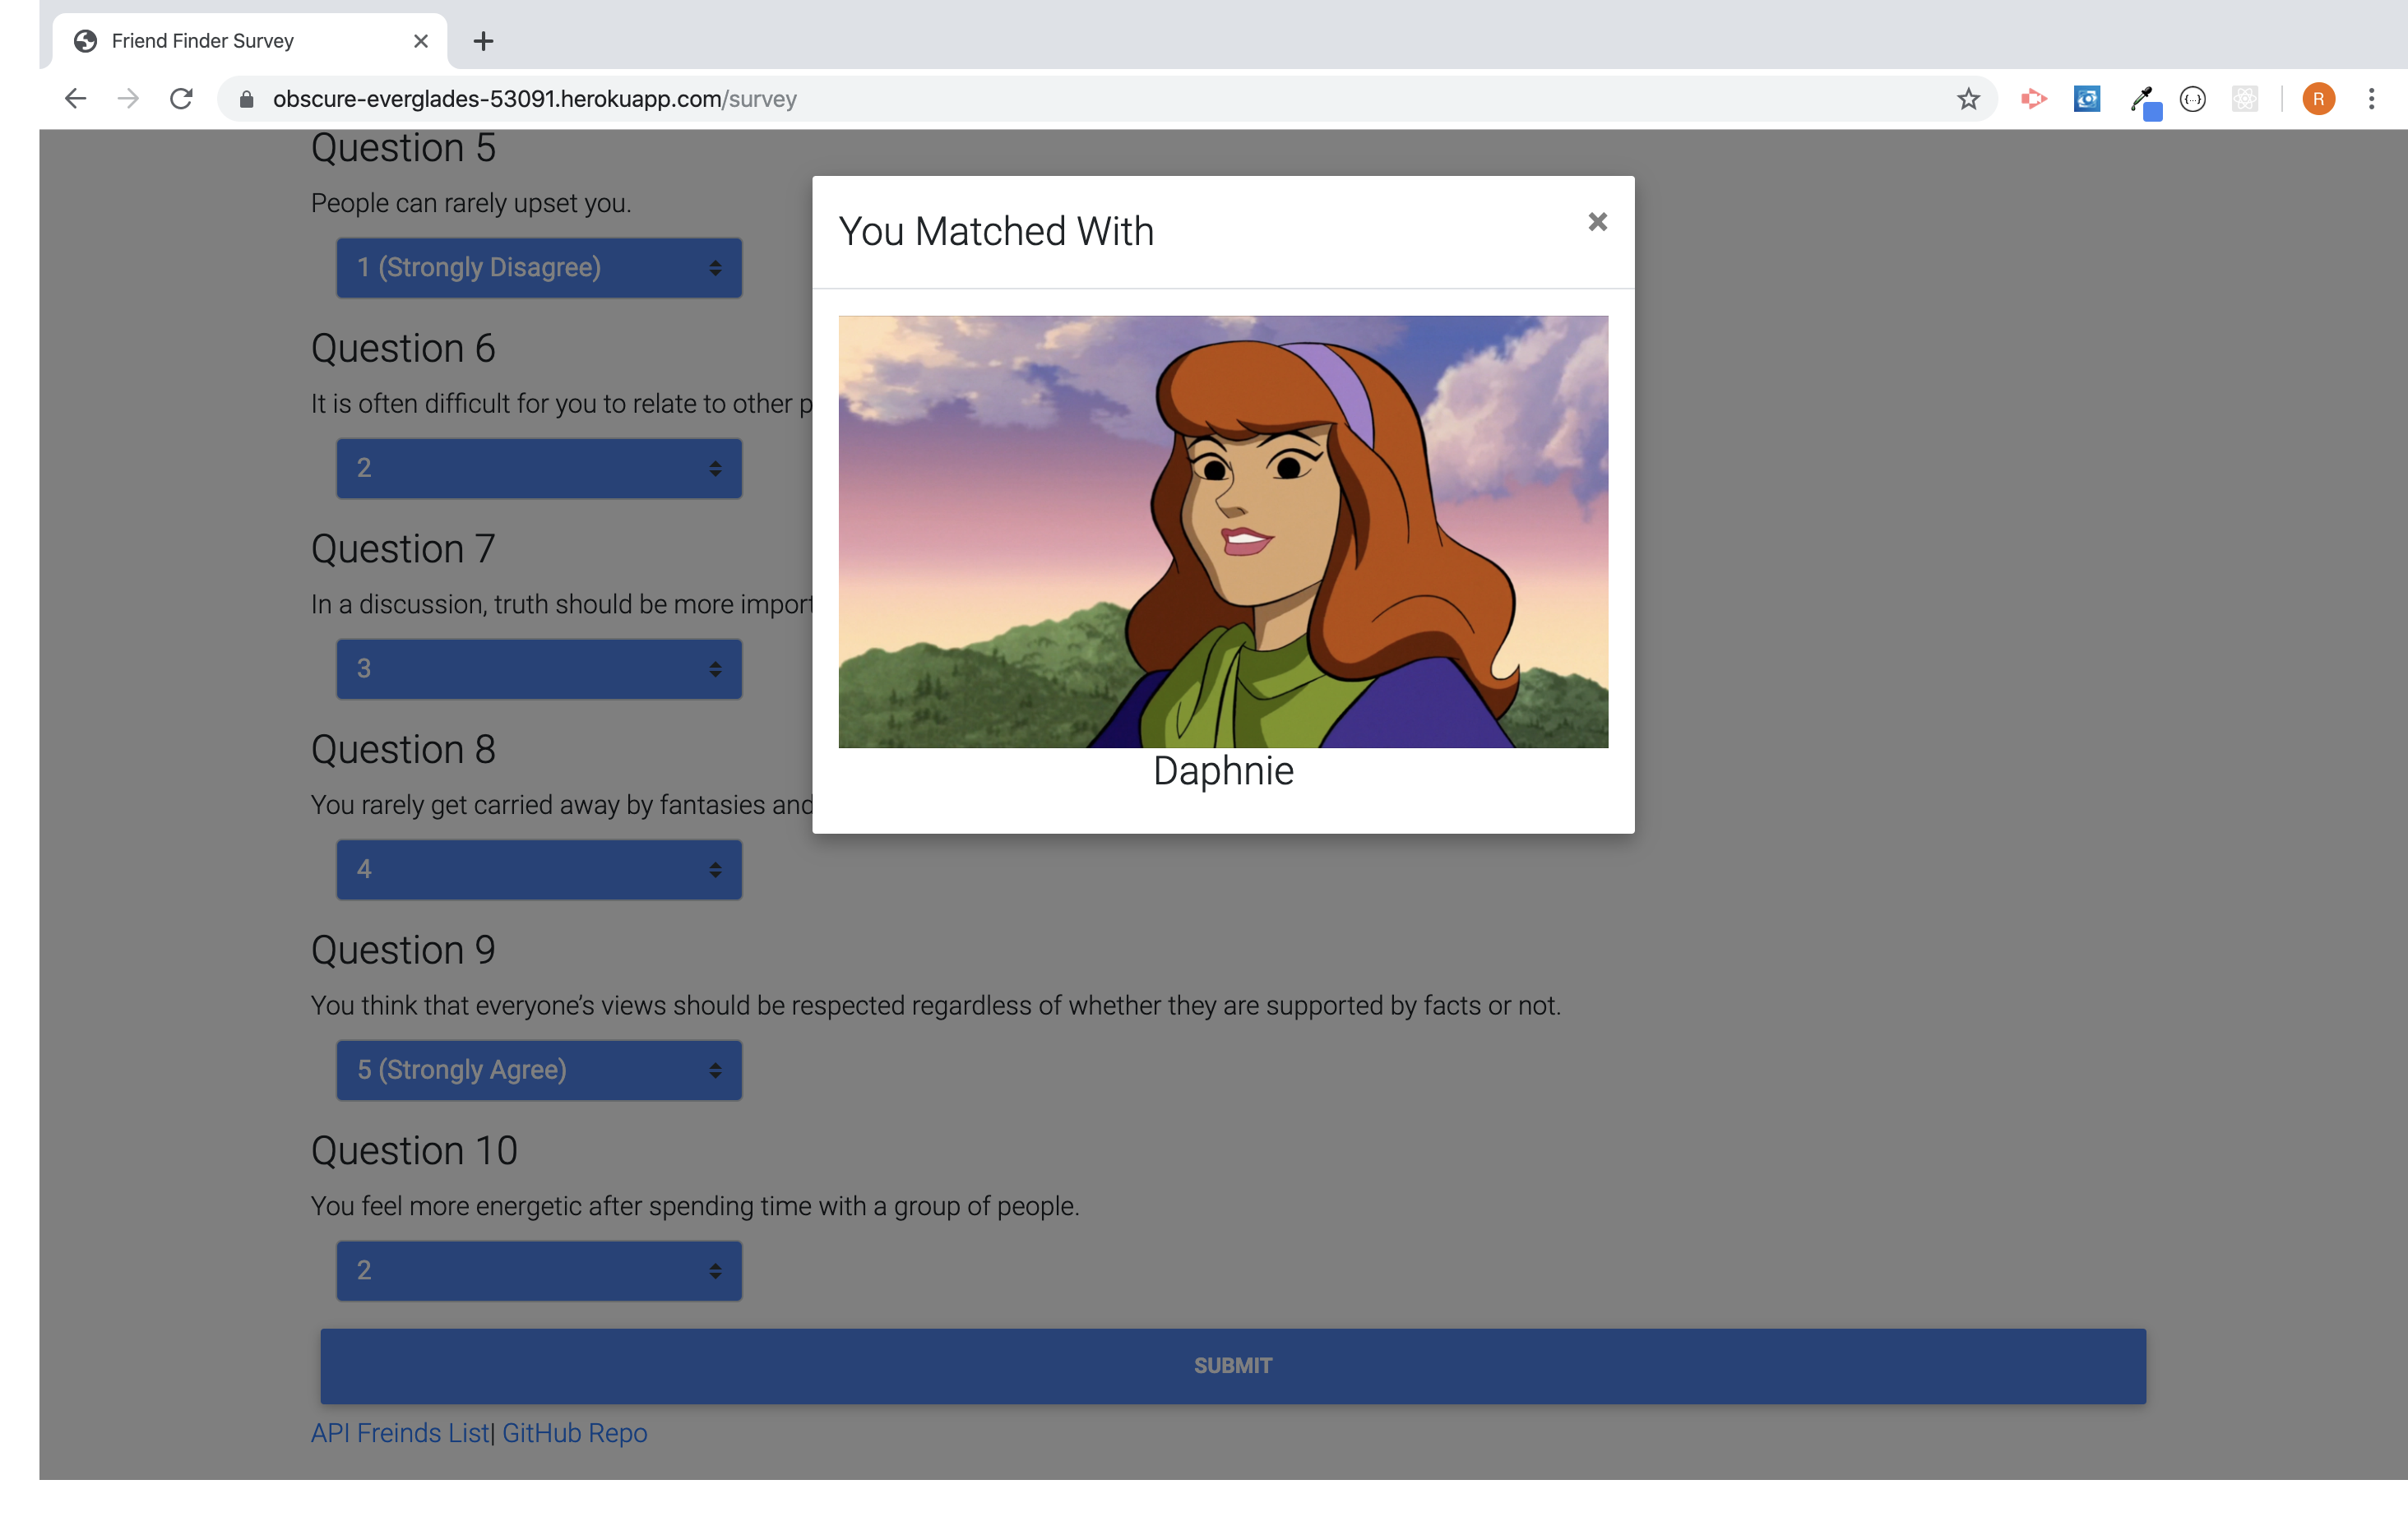 Friend Finder Survey
obscure-everglades-53091.herokuapp.com/survey
R
Question 5
People can rarely upset you.
1 (Strongly Disagree)
Question 6
It is often difficult for you to relate to other
2
Question 7
In a discussion, truth should be more
3
Question 8
You rarely get carried away by fantasies and
4
Question 9
You think that everyone’s views should be respected regardless of whether they are supported by facts or not.
5 (Strongly Agree)
Question 10
You feel more energetic after spending time with a group of people.
2
SUBMIT
API Freinds List| GitHub Repo
You Matched With
Daphnie